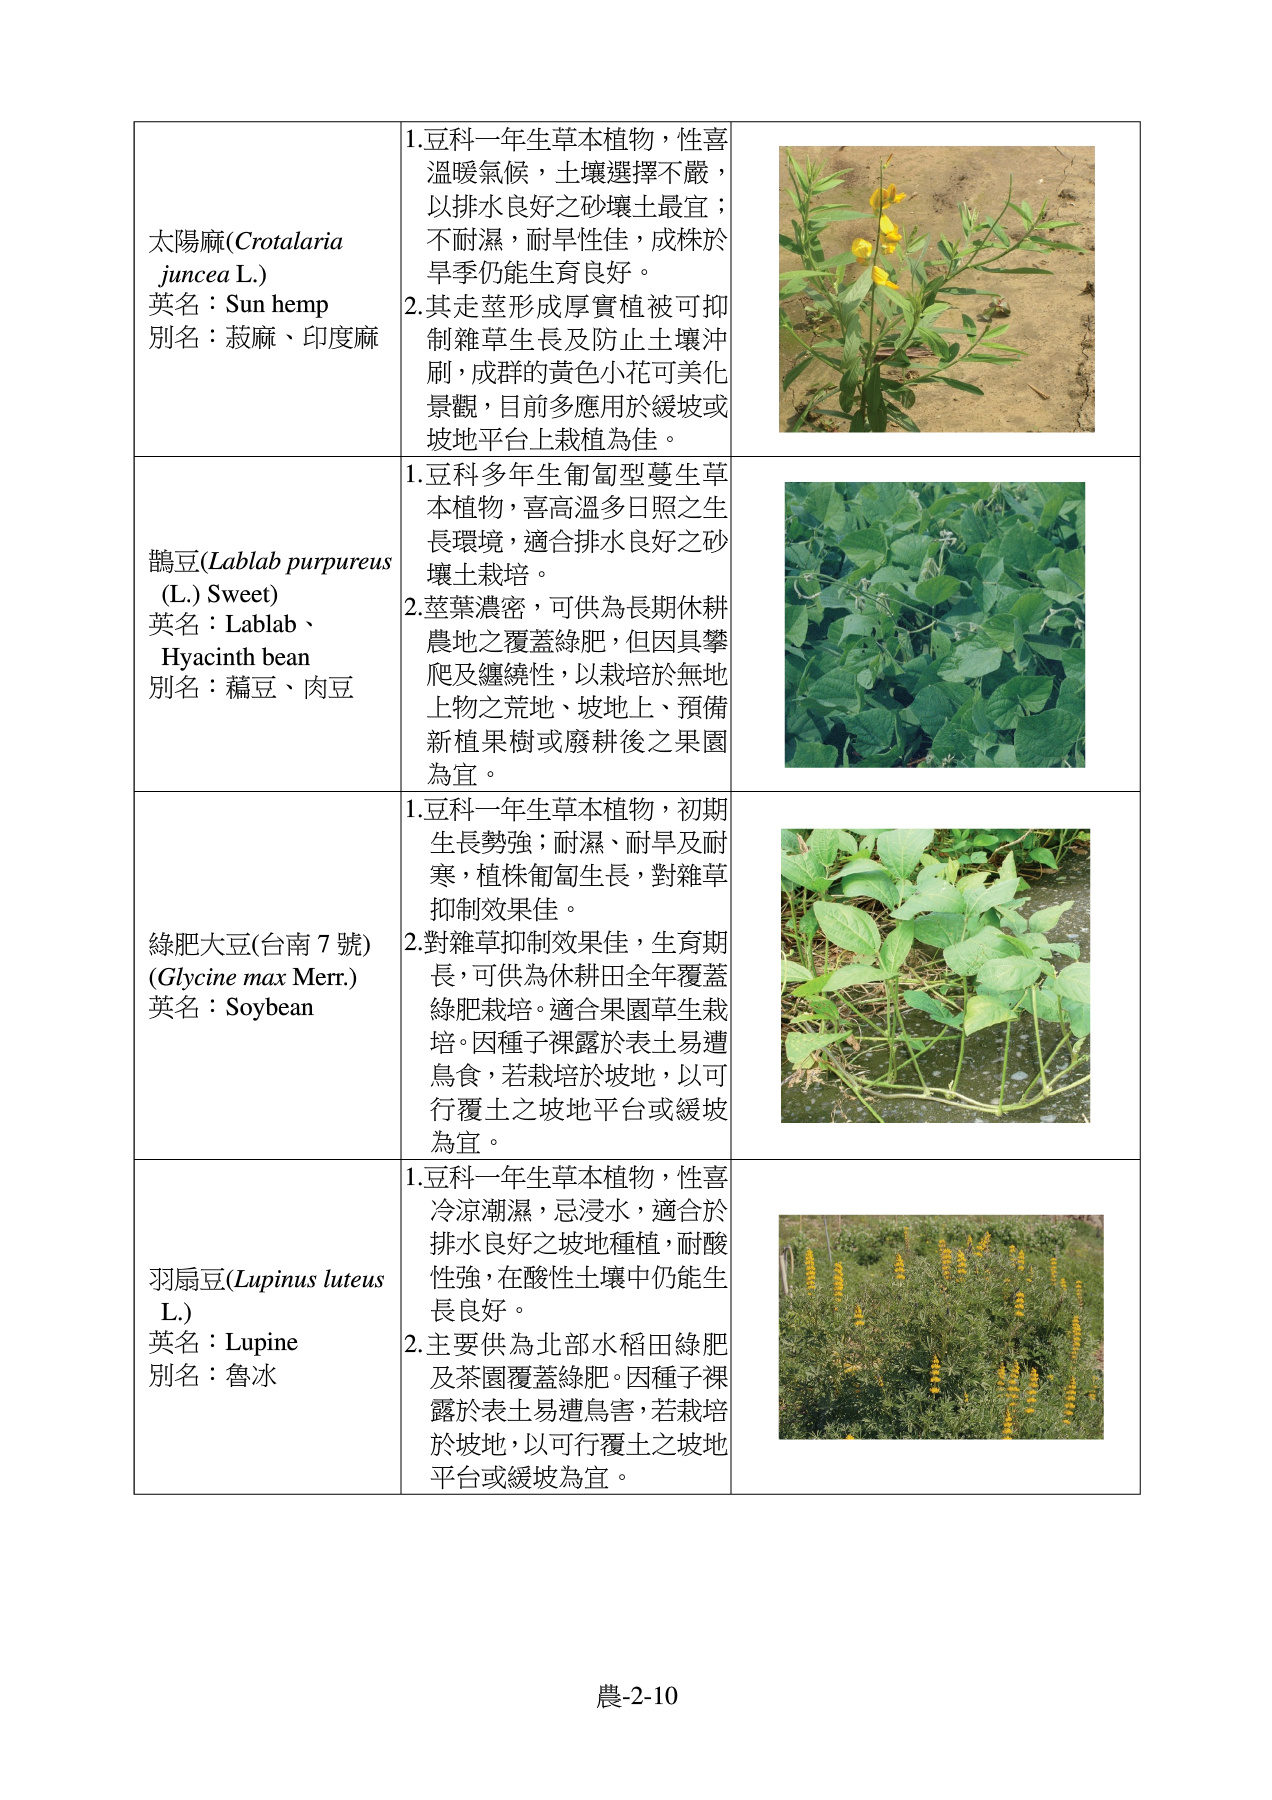 太陽麻(Crotalaria
juncea L.)
英名：Sun hemp
別名：菽麻、印度麻
1.豆科一年生草本植物，性喜
溫暖氣候，土壤選擇不嚴，
以排水良好之砂壤土最宜；
不耐濕，耐旱性佳，成株於
旱季仍能生育良好。
2.其走莖形成厚實植被可抑
制雜草生長及防止土壤沖
刷，成群的黃色小花可美化
景觀，目前多應用於緩坡或
坡地平台上栽植為佳。
鵲豆(Lablab purpureus
(L.) Sweet)
英名：Lablab、
Hyacinth bean
別名：藊豆、肉豆
1.豆科多年生匍匐型蔓生草
本植物，喜高溫多日照之生
長環境，適合排水良好之砂
壤土栽培。
2.莖葉濃密，可供為長期休耕
農地之覆蓋綠肥，但因具攀
爬及纏繞性，以栽培於無地
上物之荒地、坡地上、預備
新植果樹或廢耕後之果園
為宜。
綠肥大豆(台南 7 號)
(Glycine max Merr.)
英名：Soybean
1.豆科一年生草本植物，初期
生長勢強；耐濕、耐旱及耐
寒，植株匍匐生長，對雜草
抑制效果佳。
2.對雜草抑制效果佳，生育期
長，可供為休耕田全年覆蓋
綠肥栽培。適合果園草生栽
培。因種子裸露於表土易遭
鳥食，若栽培於坡地，以可
行覆土之坡地平台或緩坡
為宜。
羽扇豆(Lupinus luteus
L.)
英名：Lupine
別名：魯冰
1.豆科一年生草本植物，性喜
冷涼潮濕，忌浸水，適合於
排水良好之坡地種植，耐酸
性強，在酸性土壤中仍能生
長良好。
2.主要供為北部水稻田綠肥
及茶園覆蓋綠肥。因種子裸
露於表土易遭鳥害，若栽培
於坡地，以可行覆土之坡地
平台或緩坡為宜。
農-2-10